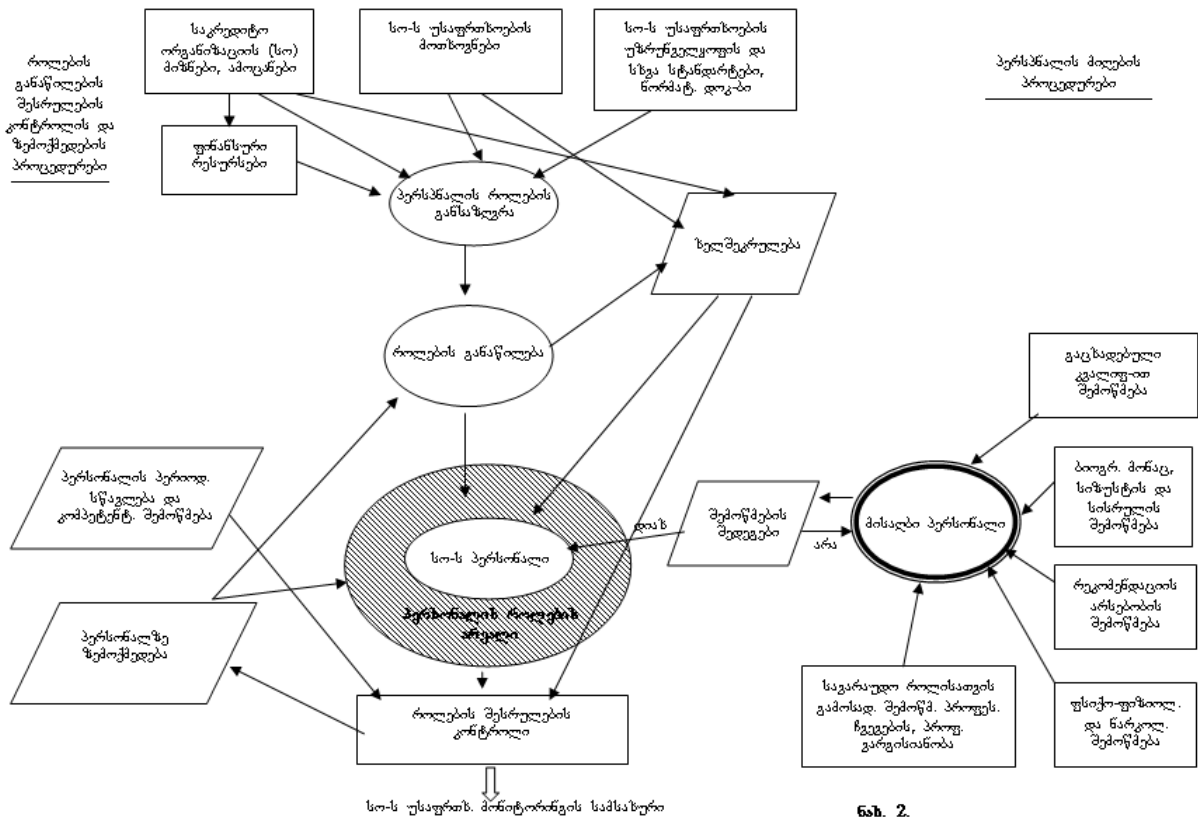 როლების
განაწილების
შესრულების
კონტროლის და
ზემოქმედების
პროცედურები
საკრედიტო
ორგანიზაციის (სო)
მიზნები, ამოცანები
სო-ს უსაფრთხოების
მოთხოვნები
სო-ს უსაფრთხოების
უზრუნველყოფის და
სხვა სტანდარტები,
ნორმატ. დოკ-ბი
პერსპნალის მიღების
პროცედურები
ფინანსური
რესურსები
პერსპნალის როლების
განსაზღვრა
ხელშეკრულება
როლების განაწილება
გაცხადებული
კვალიფ-ით
შემოწმება
პერსონალის პერიოდ.
სწავლება და
კომპეტენტ. შემოწმება
სო-ს პერსონალი
პერსონალის როლების
არეალი
დიახ
შემოწმების
შედეგები
არა
მისაღბი პერსონალი
ბიოგრ. მონაც,
სიზუსტის და
სისრულის
შემოწმება
რეკომენდაციის
არსებობის
შემოწმება
პერსონალზე
ზემოქმედება
როლების შესრულების
კონტროლი
სავარაუდო როლისათვის
გამოსად. შემოწმ. პროფეს.
ჩვევების, პროფ.
ვარგისიანობა
ფსიქო-ფიზიოლ.
და ნარკოლ.
შემოწმება
სო-ს უსაფრთხ. მონიტორინგის სამსახური
ნახ. 2.